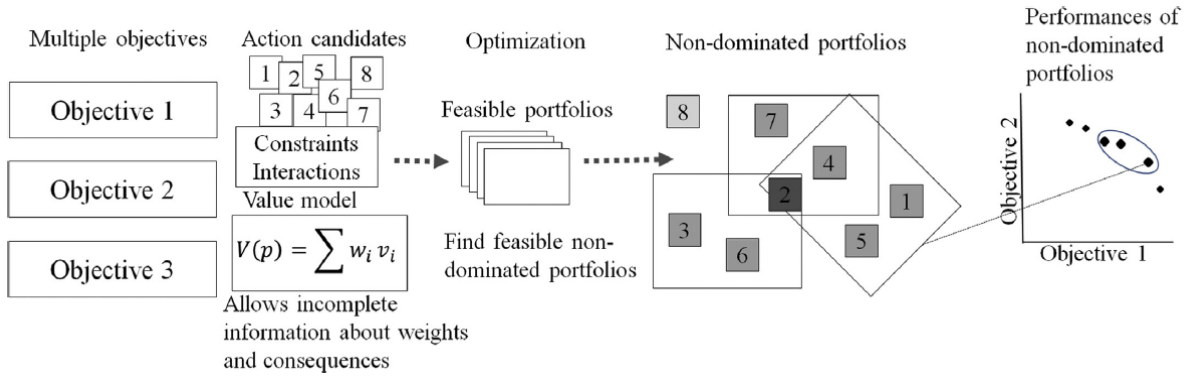 Multiple objectives
Objective 1
Objective 2
Objective 3
Action candidates
1
2
5
8
3
4
6
7
Constraints
Interactions
Value model
V(p) = ∑ wᵢ vᵢ
Allows incomplete
information about weights
and consequences
Optimization
Feasible portfolios
Find feasible non-
dominated portfolios
Non-dominated portfolios
8
7
4
2
1
3
6
5
Performances of
non-dominated
portfolios
Objective 2
Objective 1